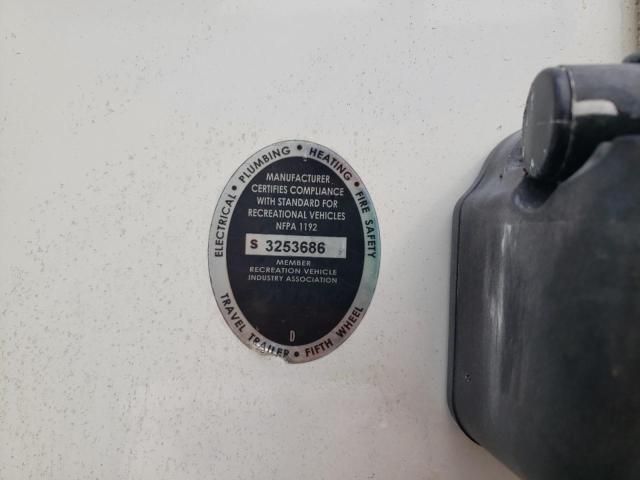 ELECTRICAL • PLUMBING • HEATING • FIRE SAFETY
MANUFACTURER
CERTIFIES COMPLIANCE
WITH STANDARD FOR
RECREATIONAL VEHICLES
NFPA 1192
S 3253686
MEMBER
RECREATION VEHICLE
INDUSTRY ASSOCIATION
D
TRAVEL TRAILER • FIFTH WHEEL